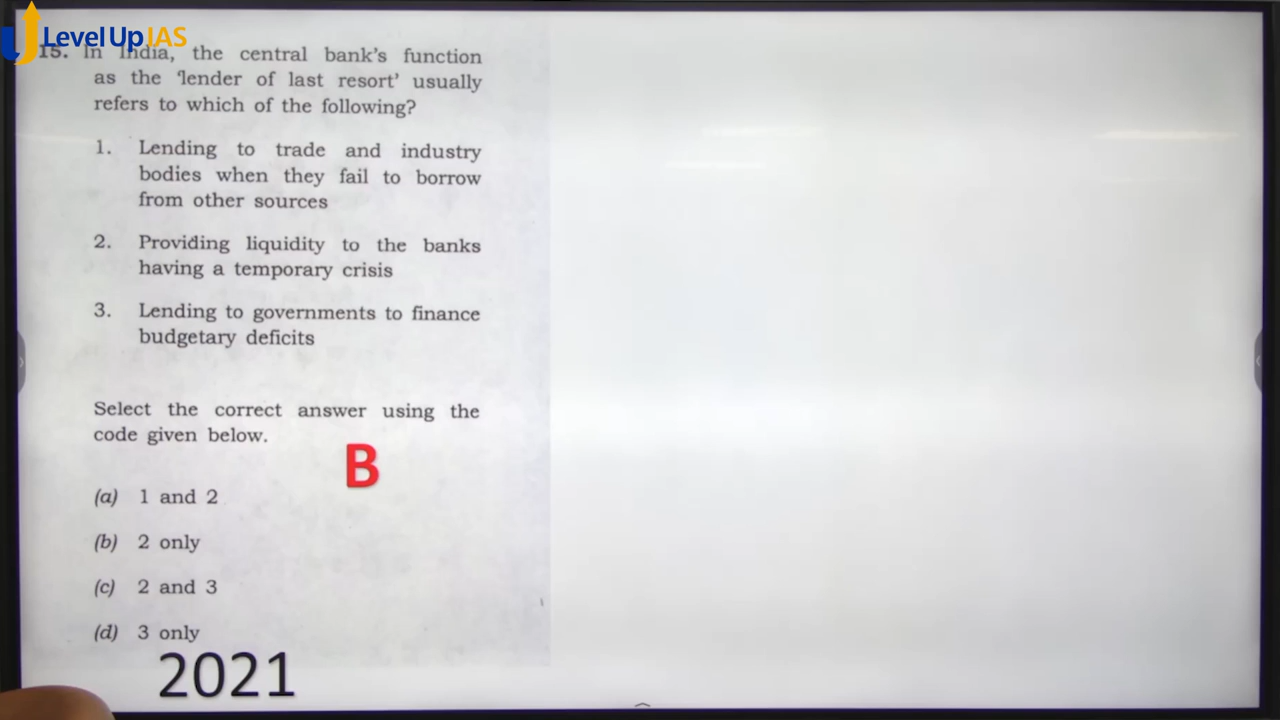 LevelUp IAS
15. In India, the central bank's function
as the 'lender of last resort' usually
refers to which of the following?
1. Lending to trade and industry
bodies when they fail to borrow
from other sources
2. Providing liquidity to the banks
having a temporary crisis
3. Lending to governments to finance
budgetary deficits
Select the correct answer using the
code given below.
B
(a) 1 and 2
(b) 2 only
(c) 2 and 3
(d) 3 only
2021